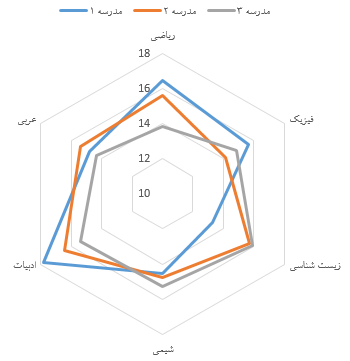 مدرسه ۱ مدرسه ۲ مدرسه ۳
ریاضی
18
16
عربی فیزیک
14
12
10
ادبیات زیست شناسی
شیمی